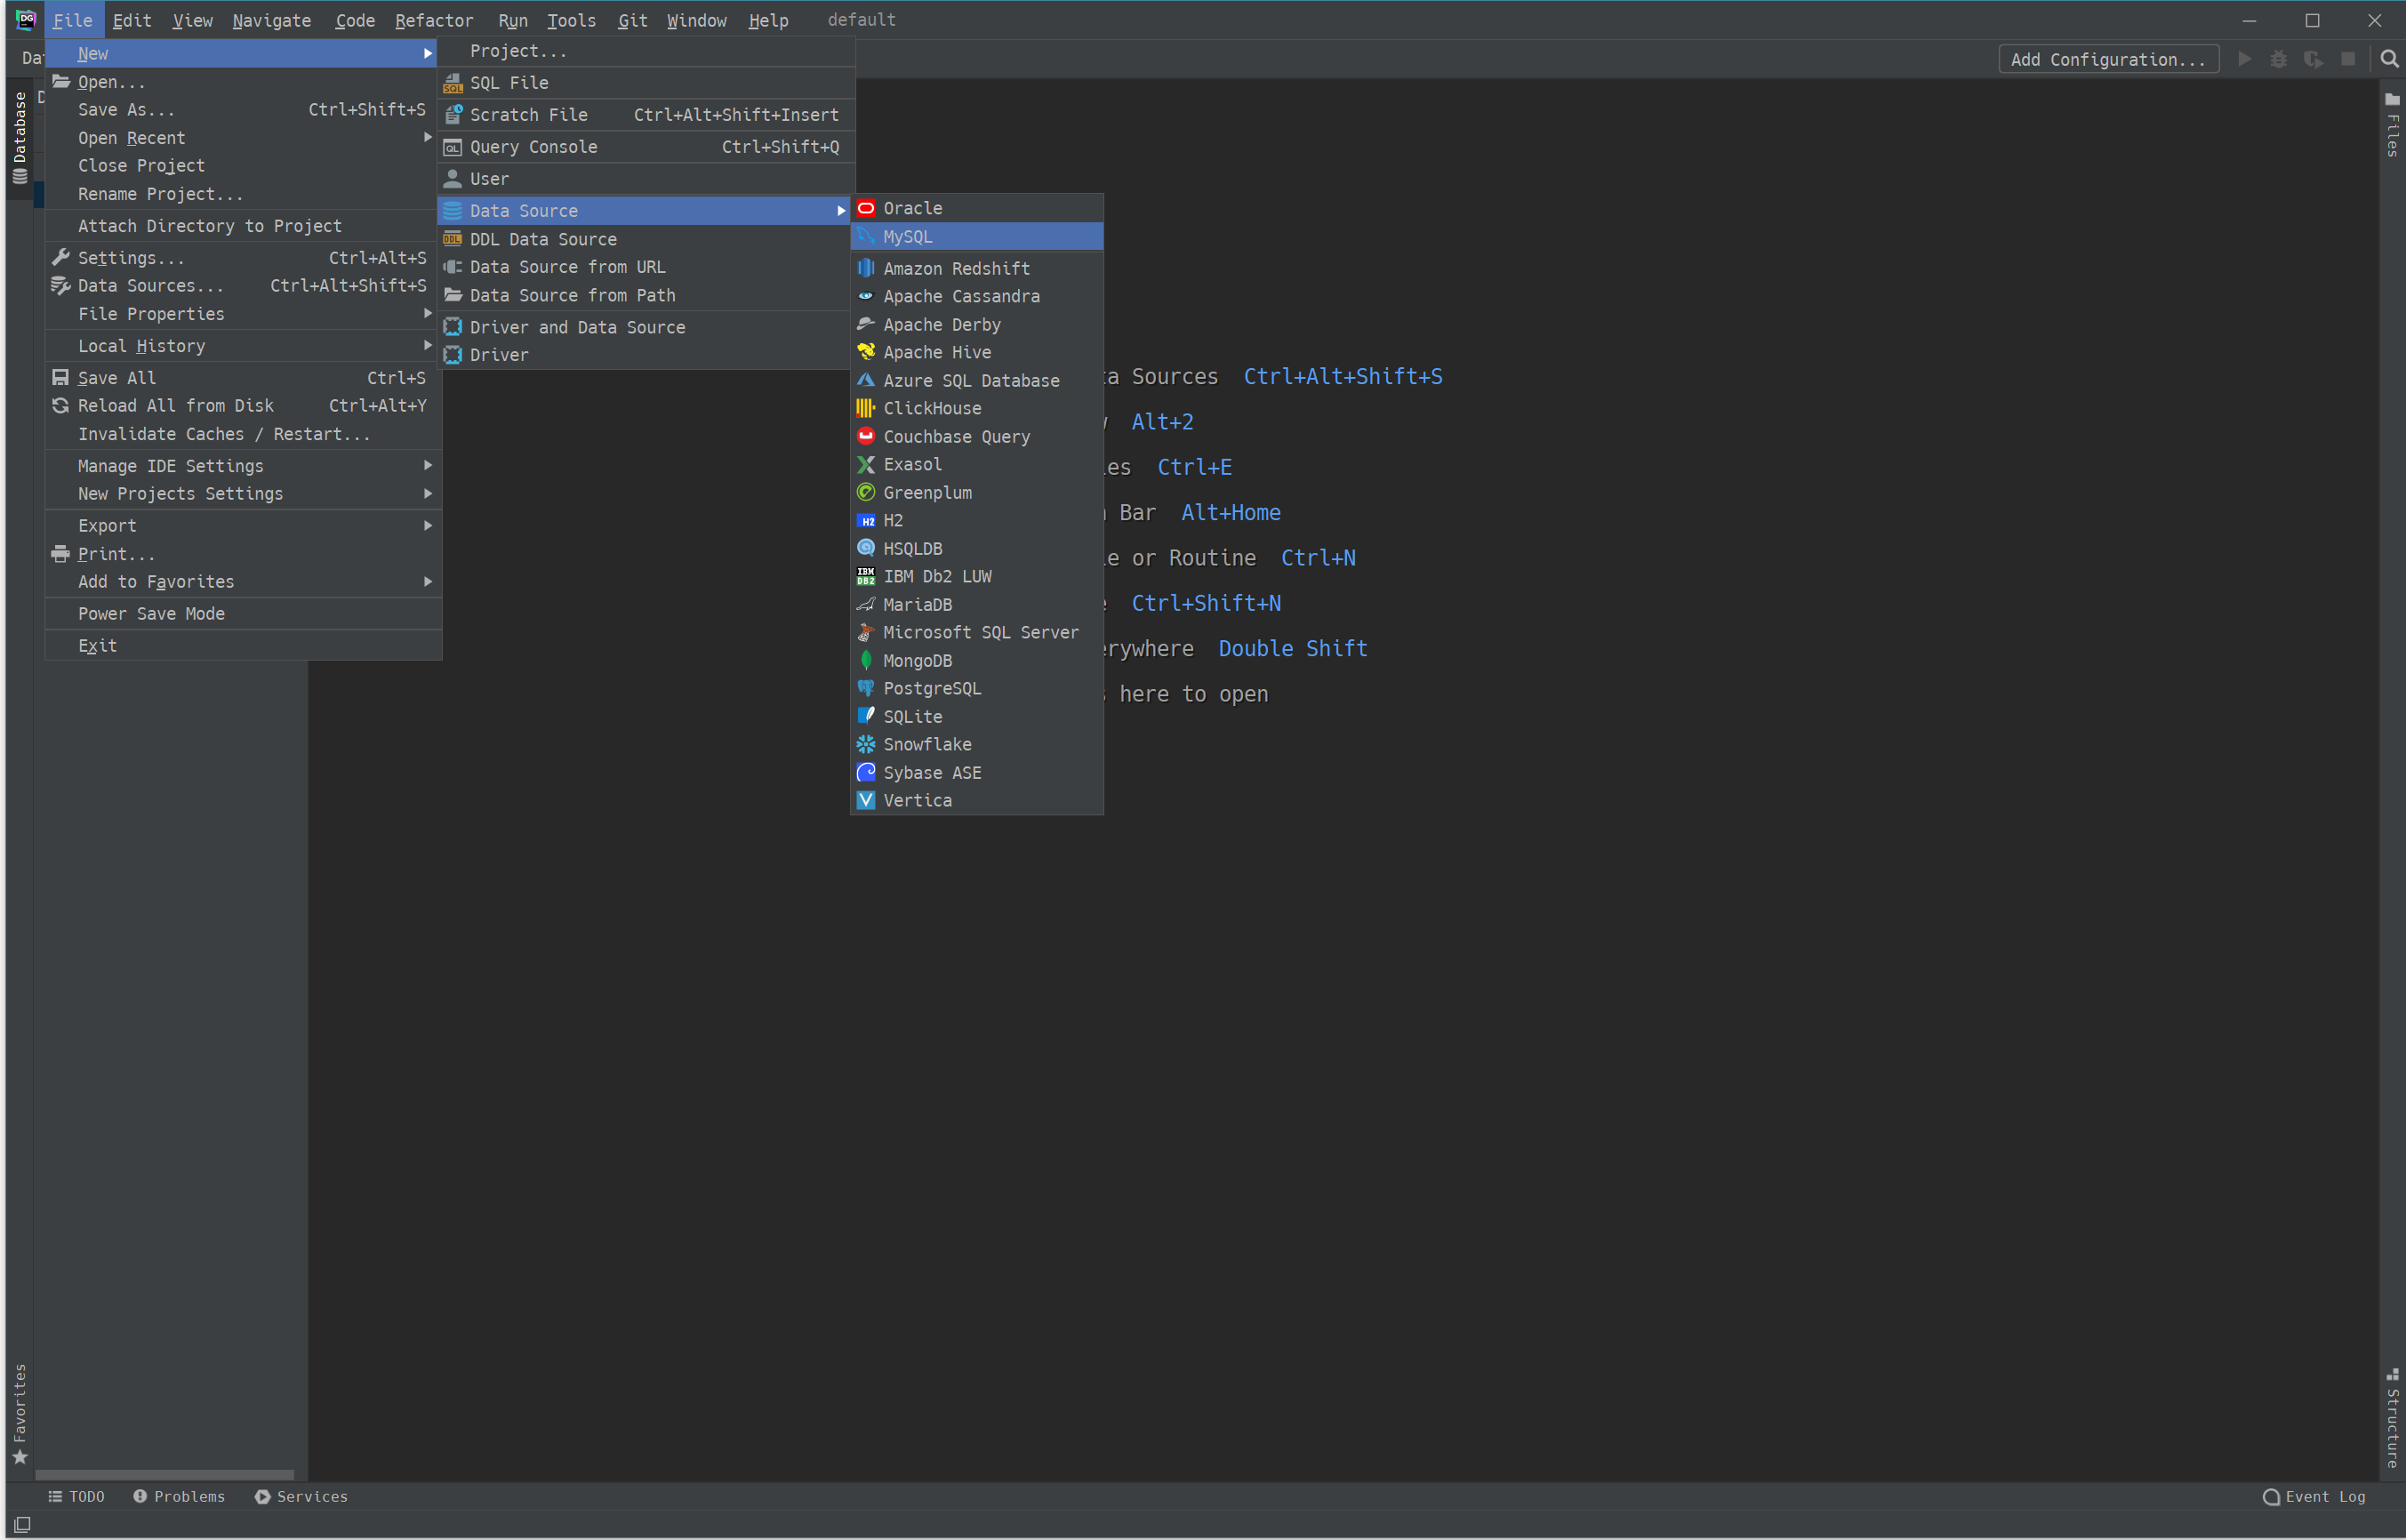 File Edit View Navigate Code Refactor Run Tools Git Window Help default
Add Configuration...
New
Open...
Save As... Ctrl+Shift+S
Open Recent
Close Project
Rename Project...
Attach Directory to Project
Settings... Ctrl+Alt+S
Data Sources... Ctrl+Alt+Shift+S
File Properties
Local History
Save All Ctrl+S
Reload All from Disk Ctrl+Alt+Y
Invalidate Caches / Restart...
Manage IDE Settings
New Projects Settings
Export
Print...
Add to Favorites
Power Save Mode
Exit
Project...
SQL File
Scratch File Ctrl+Alt+Shift+Insert
Query Console Ctrl+Shift+Q
User
Data Source
DDL Data Source
Data Source from URL
Data Source from Path
Driver and Data Source
Driver
Oracle
MySQL
Amazon Redshift
Apache Cassandra
Apache Derby
Apache Hive
Azure SQL Database
ClickHouse
Couchbase Query
Exasol
Greenplum
H2
HSQLDB
IBM Db2 LUW
MariaDB
Microsoft SQL Server
MongoDB
PostgreSQL
SQLite
Snowflake
Sybase ASE
Vertica
Sources Ctrl+Alt+Shift+S
Alt+2
Ctrl+E
Bar Alt+Home
or Routine Ctrl+N
Ctrl+Shift+N
Double Shift
here to open
Database
Favorites
Files
Structure
TODO Problems Services Event Log